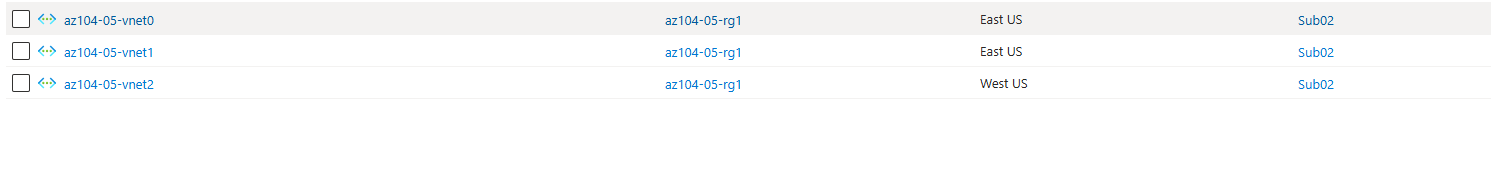 az104-05-vnet0 az104-05-rg1 East US Sub02
az104-05-vnet1 az104-05-rg1 East US Sub02
az104-05-vnet2 az104-05-rg1 West US Sub02